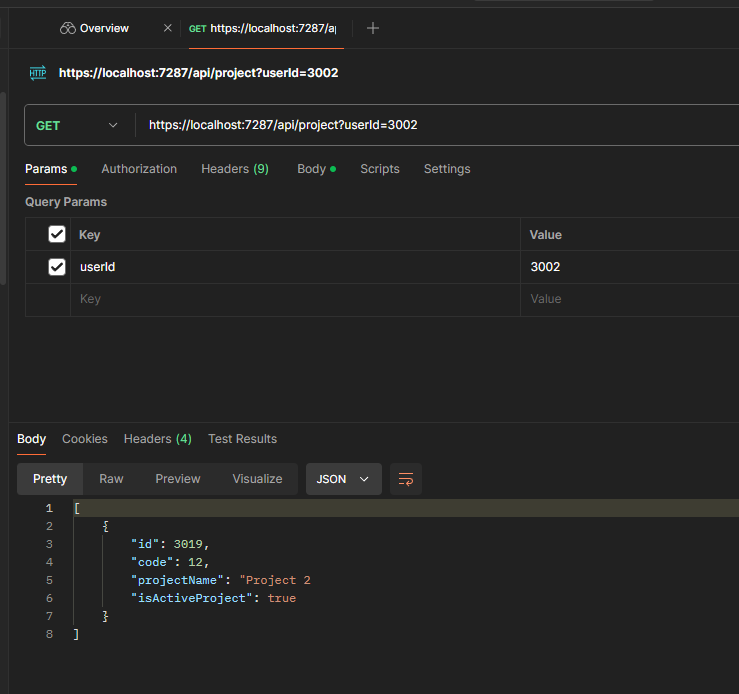 Overview
GET https://localhost:7287/a
HTTP https://localhost:7287/api/project?userId=3002
GET https://localhost:7287/api/project?userId=3002
Params Authorization Headers (9) Body Scripts Settings
Query Params
Key Value
userId 3002
Key Value
Body Cookies Headers (4) Test Results
Pretty Raw Preview Visualize JSON
1 [
2 {
3 "id": 3019,
4 "code": 12,
5 "projectName": "Project 2
6 "isActiveProject": true
7 }
8 ]